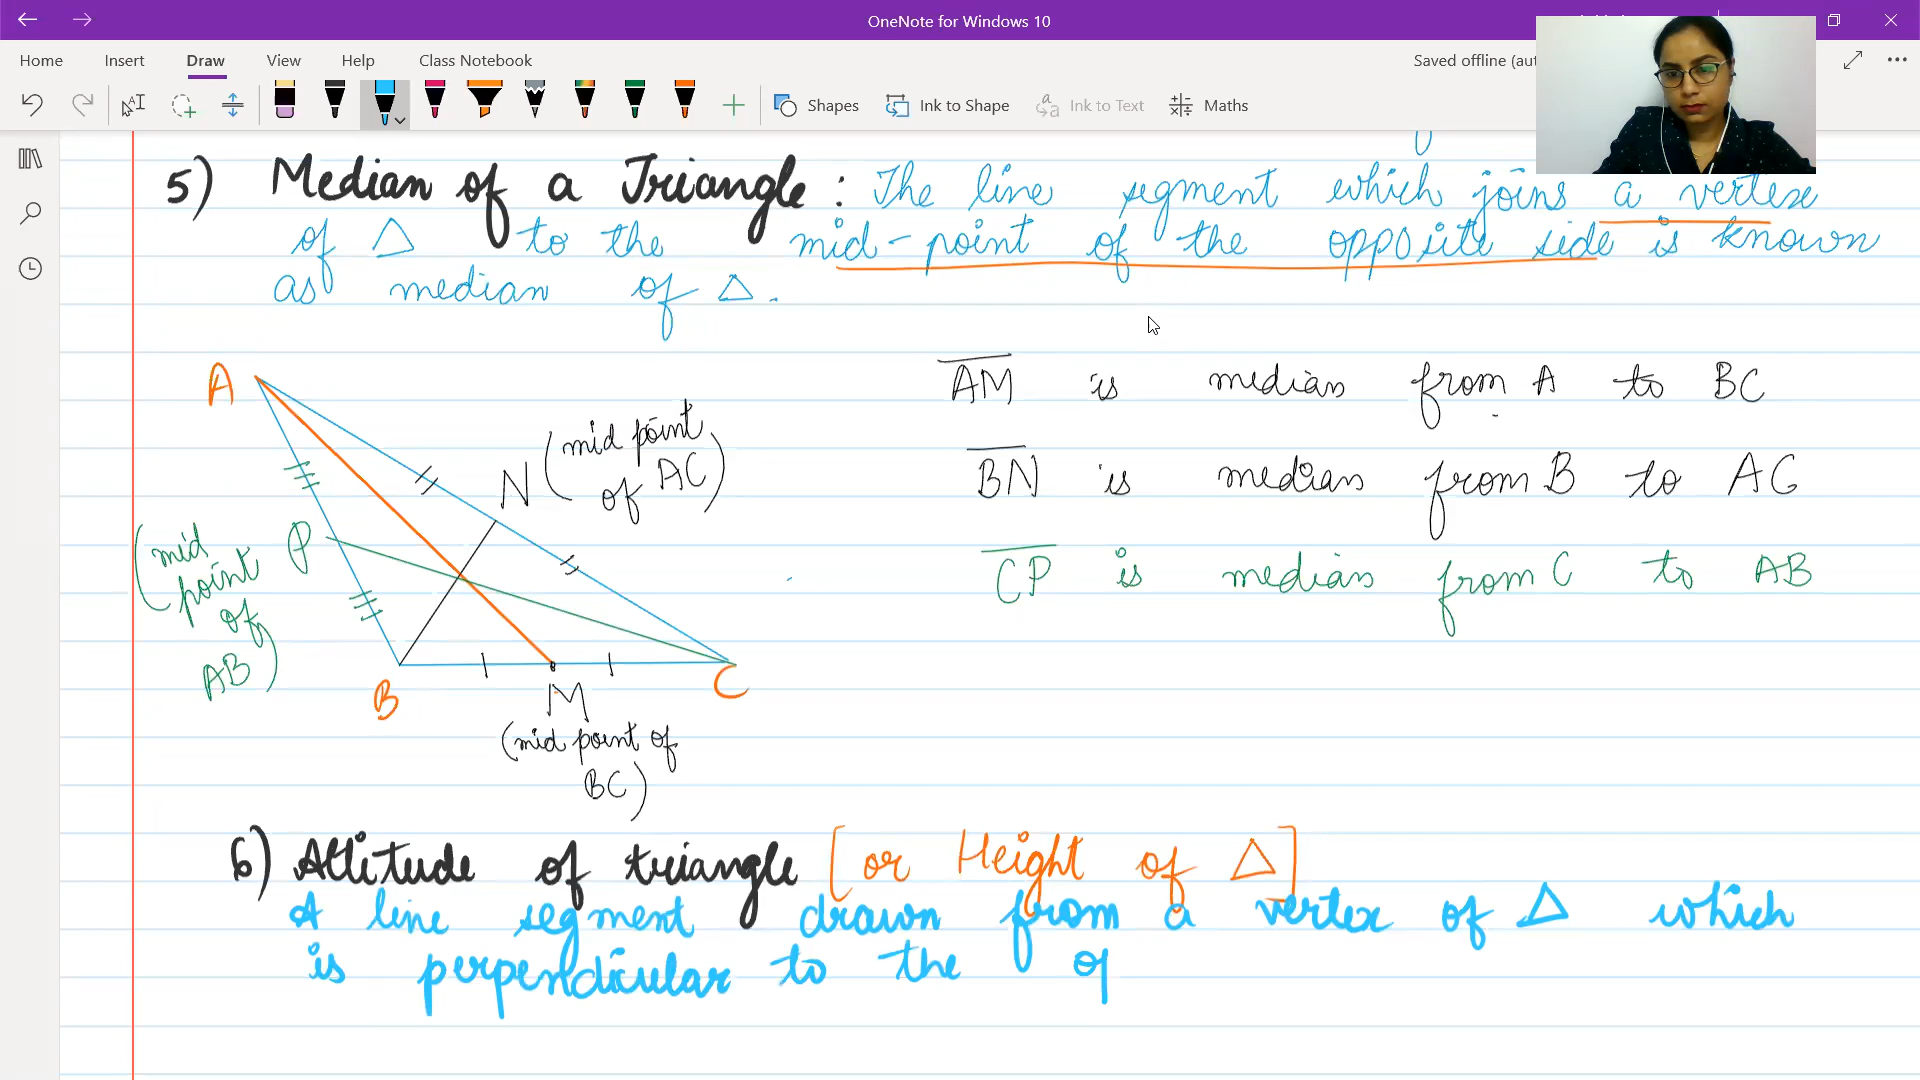 OneNote for Windows 10
Home Insert Draw View Help Class Notebook
Saved offline (aut
Shapes Ink to Shape Ink to Text Maths
5) Median of a Triangle : The line segment which joins a vertex
of △ to the mid-point of the opposite side is known
as median of △.
A
N (mid point
of AC)
P
(mid
point
of
AB)
B
M
C
(mid point of
BC)
AM is median from A to BC
BN is median from B to AC
CP is median from C to AB
6) Altitude of triangle [or Height of △]
A line segment drawn from a vertex of △ which
is perpendicular to the op